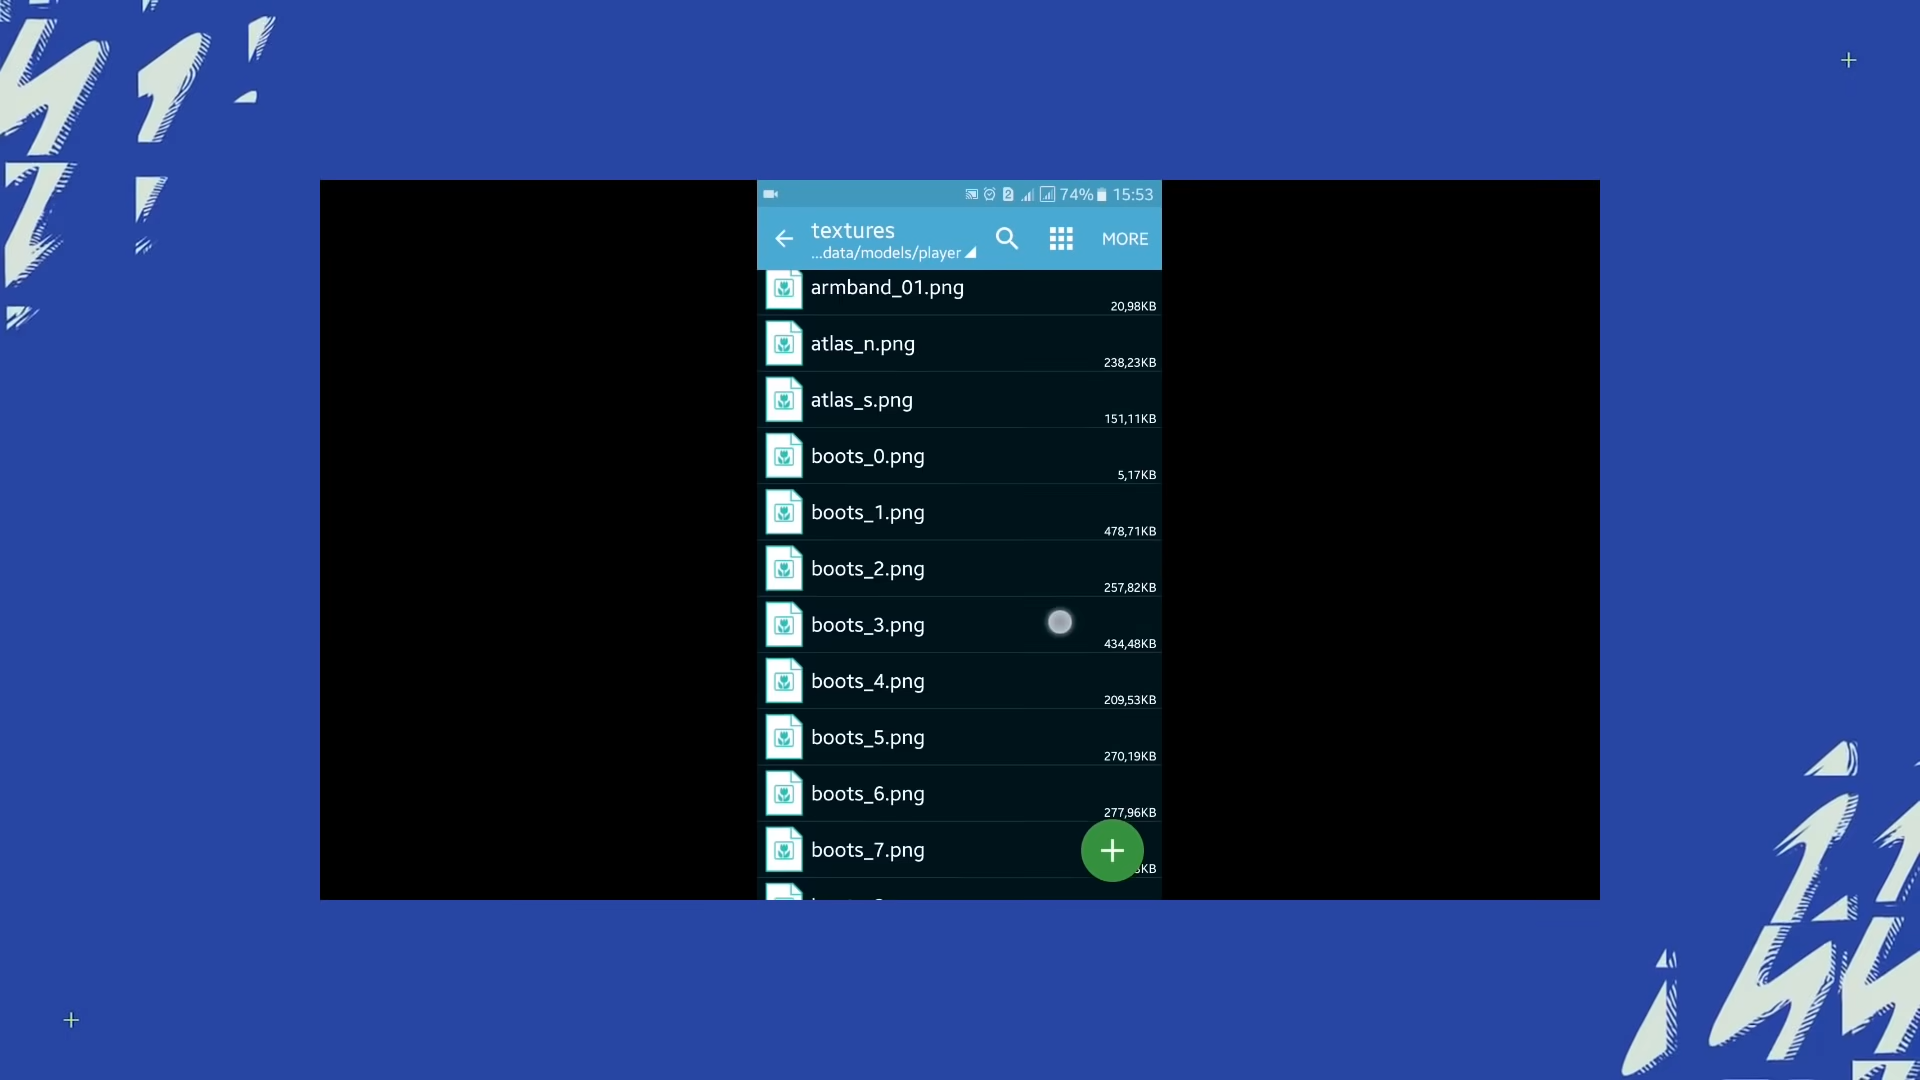 74% 15:53
textures
...data/models/player
MORE
armband_01.png
20,98KB
atlas_n.png
238,23KB
atlas_s.png
151,11KB
boots_0.png
5,17KB
boots_1.png
478,71KB
boots_2.png
257,82KB
boots_3.png
434,48KB
boots_4.png
209,53KB
boots_5.png
270,19KB
boots_6.png
277,96KB
boots_7.png